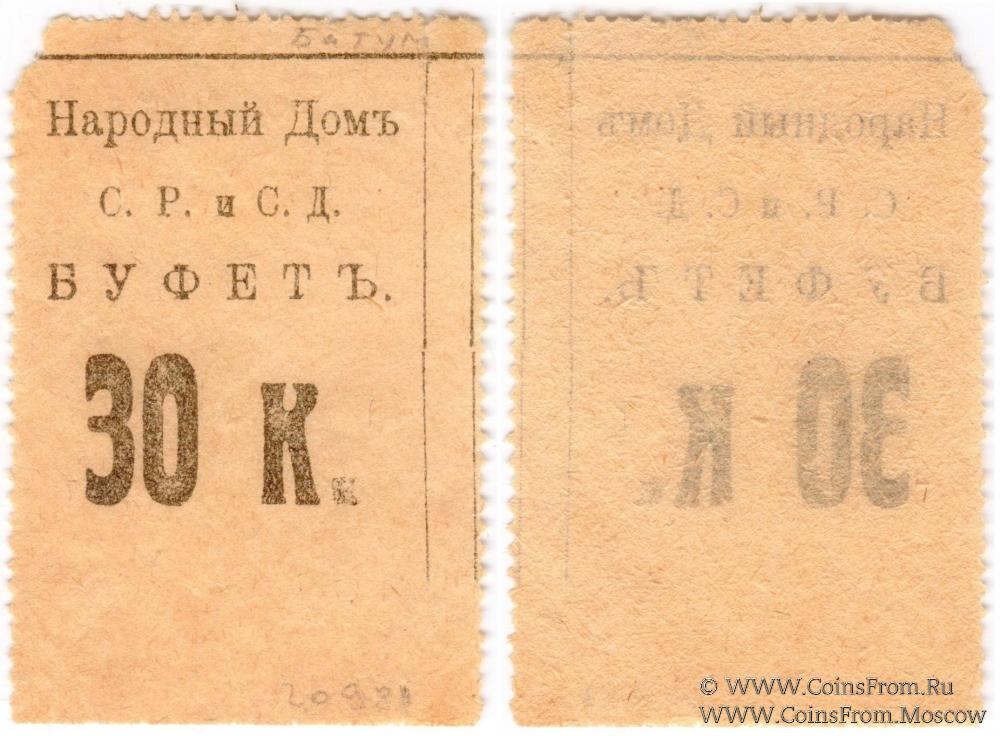 Батум
Народный Домъ
С. Р. и С. Д.
БУФЕТЪ.
30 К.
© WWW.CoinsFrom.Ru
WWW.CoinsFrom.Moscow